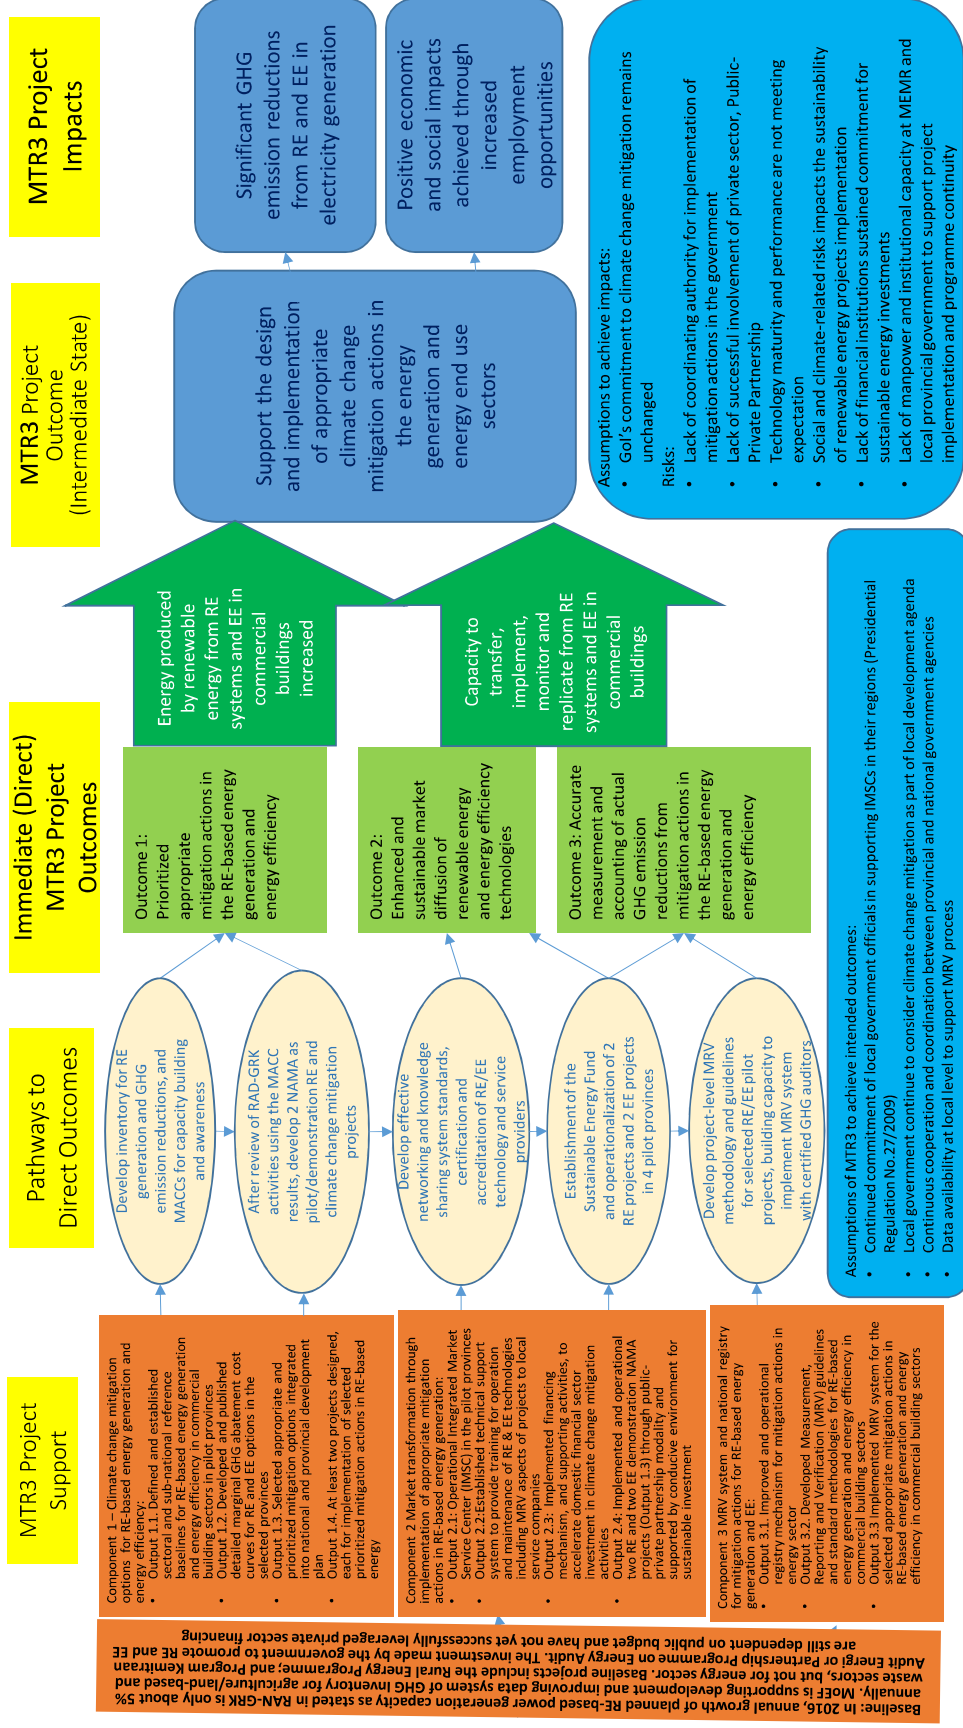 MTR3 Project
Support
Pathways to
Direct Outcomes
Immediate (Direct)
MTR3 Project
Outcomes
MTR3 Project
Outcome
(Intermediate State)
MTR3 Project
Impacts
Baseline: In 2016, annual growth of planned RE-based power generation capacity as stated in RAN-GRK is only about 5%
annually. MoEF is supporting development and improving data system of GHG Inventory for agriculture/land-based and
waste sectors, but not for energy sector. Baseline projects include the Rural Energy Programme; and Program Kemitraan
Audit Energi or Partnership Programme on Energy Audit. The investment made by the government to promote RE and EE
are still dependent on public budget and have not yet successfully leveraged private sector financing
Component 1 – Climate change mitigation
options for RE-based energy generation and
energy efficiency:
• Output 1.1. Defined and established
sectoral and sub-national reference
baselines for RE-based energy generation
and energy efficiency in commercial
building sectors in pilot provinces
• Output 1.2. Developed and published
detailed marginal GHG abatement cost
curves for RE and EE options in the
selected provinces
• Output 1.3. Selected appropriate and
prioritized mitigation options integrated
into national and provincial development
plan
• Output 1.4. At least two projects designed,
each for implementation of selected
prioritized mitigation actions in RE-based
energy
Component 2 Market transformation through
implementation of appropriate mitigation
actions in RE-based energy generation:
• Output 2.1: Operational Integrated Market
Service Center (MSC) in the pilot provinces
• Output 2.2:Established technical support
system to provide training for operation
and maintenance of RE & EE technologies
including MRV aspects of projects to local
service companies
• Output 2.3: Implemented financing
mechanism, and supporting activities, to
accelerate domestic financial sector
investment in climate change mitigation
activities
• Output 2.4: Implemented and operational
two RE and two EE demonstration NAMA
projects (Output 1.3) through public-
private partnership modality and
supported by conducive environment for
sustainable investment
Component 3 MRV system and national registry
for mitigation actions for RE-based energy
generation and EE:
• Output 3.1. Improved and operational
registry mechanism for mitigation actions in
energy sector
• Output 3.2. Developed Measurement,
Reporting and Verification (MRV) guidelines
and standard methodologies for RE-based
energy generation and energy efficiency in
commercial building sectors
• Output 3.3 Implemented MRV system for the
selected appropriate mitigation actions in
RE-based energy generation and energy
efficiency in commercial building sectors
Develop inventory for RE
generation and GHG
emission reductions, and
MACCs for capacity building
and awareness
After review of RAD-GRK
activities using the MACC
results, develop 2 NAMA as
pilot/demonstration RE and
climate change mitigation
projects
Develop effective
networking and knowledge
sharing system standards,
certification and
accreditation of RE/EE
technology and service
providers
Establishment of the
Sustainable Energy Fund
and operationalization of 2
RE projects and 2 EE projects
in 4 pilot provinces
Develop project-level MRV
methodology and guidelines
for selected RE/EE pilot
projects, building capacity to
implement MRV system
with certified GHG auditors
Outcome 1:
Prioritized
appropriate
mitigation actions in
the RE-based energy
generation and
energy efficiency
Outcome 2:
Enhanced and
sustainable market
diffusion of
renewable energy
and energy efficiency
technologies
Outcome 3: Accurate
measurement and
accounting of actual
GHG emission
reductions from
mitigation actions in
the RE-based energy
generation and
energy efficiency
Energy produced
by renewable
energy from RE
systems and EE in
commercial
buildings
increased
Capacity to
transfer,
implement,
monitor and
replicate from RE
systems and EE in
commercial
buildings
Support the design
and implementation
of appropriate
climate change
mitigation actions in
the energy
generation and
energy end use
sectors
Significant GHG
emission reductions
from RE and EE in
electricity generation
Positive economic
and social impacts
achieved through
increased
employment
opportunities
Assumptions of MTR3 to achieve intended outcomes:
• Continued commitment of local government officials in supporting IMSCs in their regions (Presidential
Regulation No.27/2009)
• Local government continue to consider climate change mitigation as part of local development agenda
• Continuous cooperation and coordination between provincial and national government agencies
• Data availability at local level to support MRV process
Assumptions to achieve impacts:
• GoI's commitment to climate change mitigation remains
unchanged
Risks:
• Lack of coordinating authority for implementation of
mitigation actions in the government
• Lack of successful involvement of private sector, Public-
Private Partnership
• Technology maturity and performance are not meeting
expectation
• Social and climate-related risks impacts the sustainability
of renewable energy projects implementation
• Lack of financial institutions sustained commitment for
sustainable energy investments
• Lack of manpower and institutional capacity at MEMR and
local provincial government to support project
implementation and programme continuity